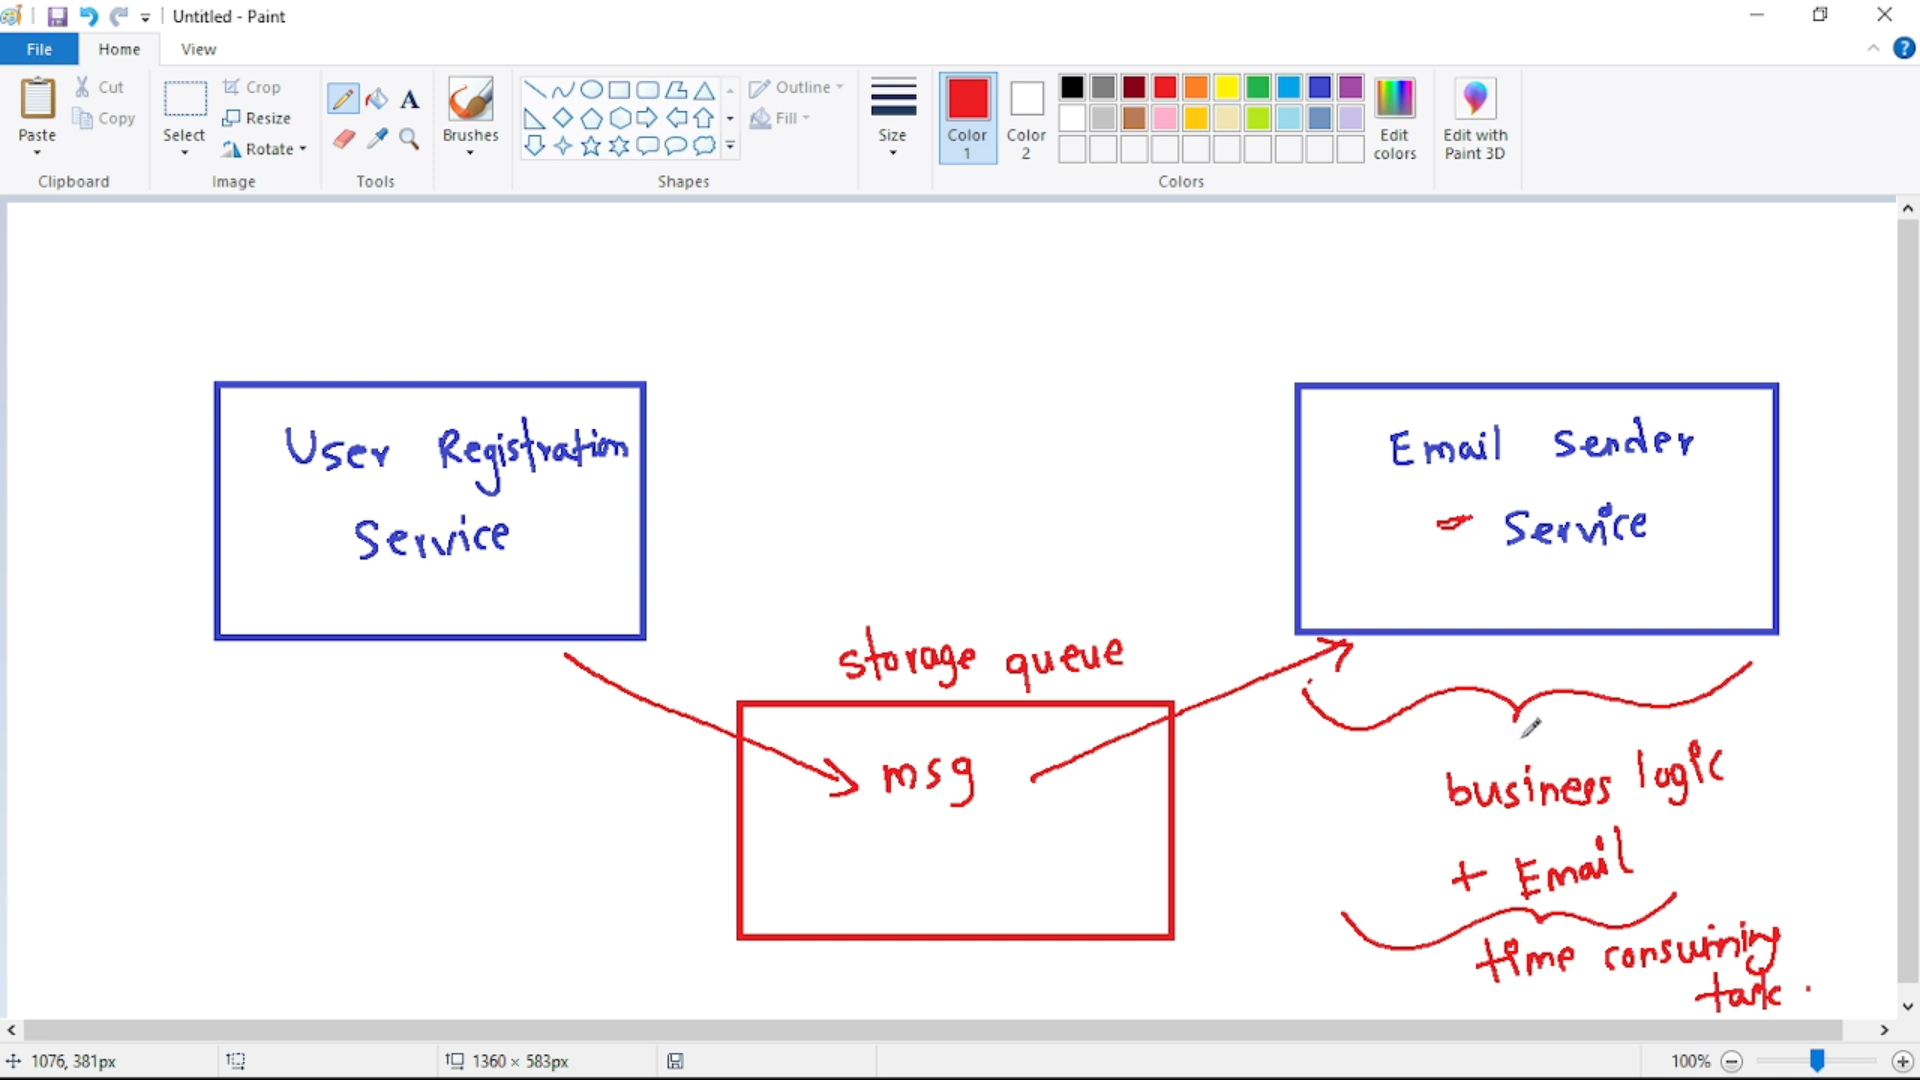 Untitled - Paint
File Home View
Paste
Cut
Copy
Clipboard
Select
Crop
Resize
Rotate
Image
A
Tools
Brushes
Shapes
Outline
Fill
Size
Color 1
Color 2
Colors
Edit colors
Edit with Paint 3D
User Registration
Service
Email Sender
Service
storage queue
msg
business logic
+ Email
time consuming
task .
1076, 381px
1360 × 583px
100%